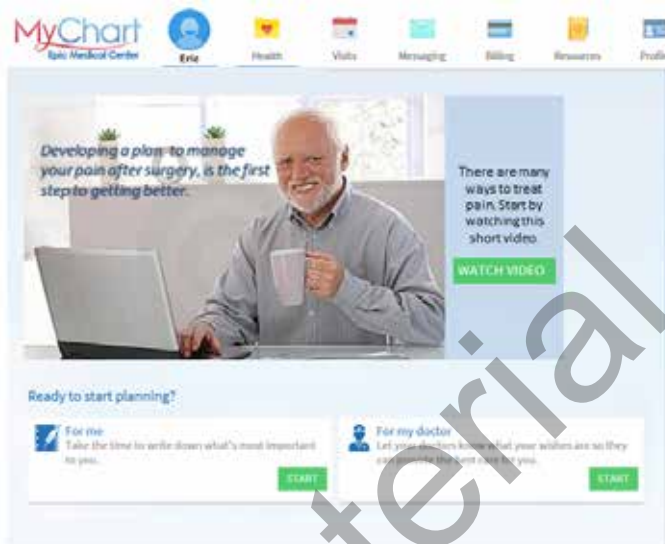 MyChart
Epic Medical Center
Eric
Health
Visits
Messaging
Billing
Resources
Profile
Developing a plan to manage
your pain after surgery, is the first
step to getting better.
There are many
ways to treat
pain. Start by
watching this
short video
WATCH VIDEO
Ready to start planning?
For me
Take the time to write down what's most important
to you.
START
For my doctor
Let your doctors know what your wishes are so they
can provide the best care for you.
START
terial